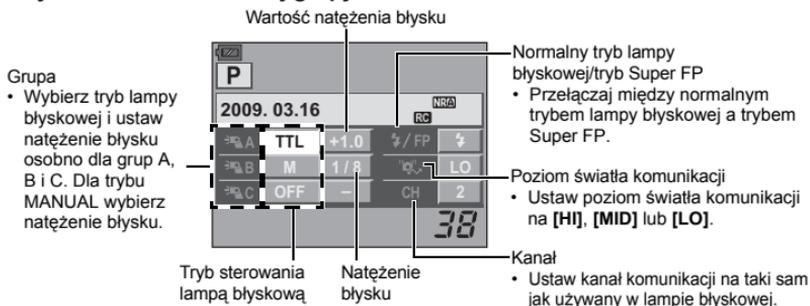 Wartość natężenia błysku
Grupa
• Wybierz tryb lampy
błyskowej i ustaw
natężenie błysku
osobno dla grup A,
B i C. Dla trybu
MANUAL wybierz
natężenie błysku.
P
2009. 03.16
NR
RC
A TTL +1.0 /FP
B M 1/8 LO
C OFF – CH 2
38
Normalny tryb lampy
błyskowej/tryb Super FP
• Przełączaj między normalnym
trybem lampy błyskowej a trybem
Super FP.
Poziom światła komunikacji
• Ustaw poziom światła komunikacji
na [HI], [MID] lub [LO].
Kanał
• Ustaw kanał komunikacji na taki sam
jak używany w lampie błyskowej.
Tryb sterowania
lampą błyskową
Natężenie
błysku